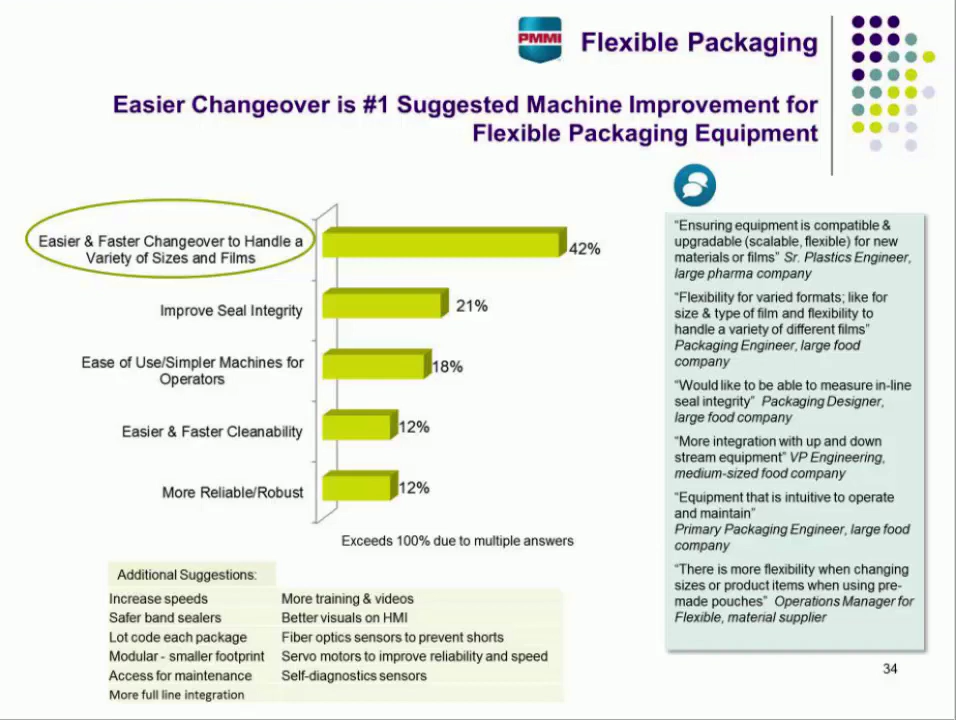 PMMI
Flexible Packaging
Easier Changeover is #1 Suggested Machine Improvement for
Flexible Packaging Equipment
Easier & Faster Changeover to Handle a
Variety of Sizes and Films
42%
Improve Seal Integrity
21%
Ease of Use/Simpler Machines for
Operators
18%
Easier & Faster Cleanability
12%
More Reliable/Robust
12%
Exceeds 100% due to multiple answers
Additional Suggestions:
Increase speeds More training & videos
Safer band sealers Better visuals on HMI
Lot code each package Fiber optics sensors to prevent shorts
Modular - smaller footprint Servo motors to improve reliability and speed
Access for maintenance Self-diagnostics sensors
More full line integration
“Ensuring equipment is compatible &
upgradable (scalable, flexible) for new
materials or films” Sr. Plastics Engineer,
large pharma company
“Flexibility for varied formats; like for
size & type of film and flexibility to
handle a variety of different films”
Packaging Engineer, large food
company
“Would like to be able to measure in-line
seal integrity” Packaging Designer,
large food company
“More integration with up and down
stream equipment” VP Engineering,
medium-sized food company
“Equipment that is intuitive to operate
and maintain”
Primary Packaging Engineer, large food
company
“There is more flexibility when changing
sizes or product items when using pre-
made pouches” Operations Manager for
Flexible, material supplier
34